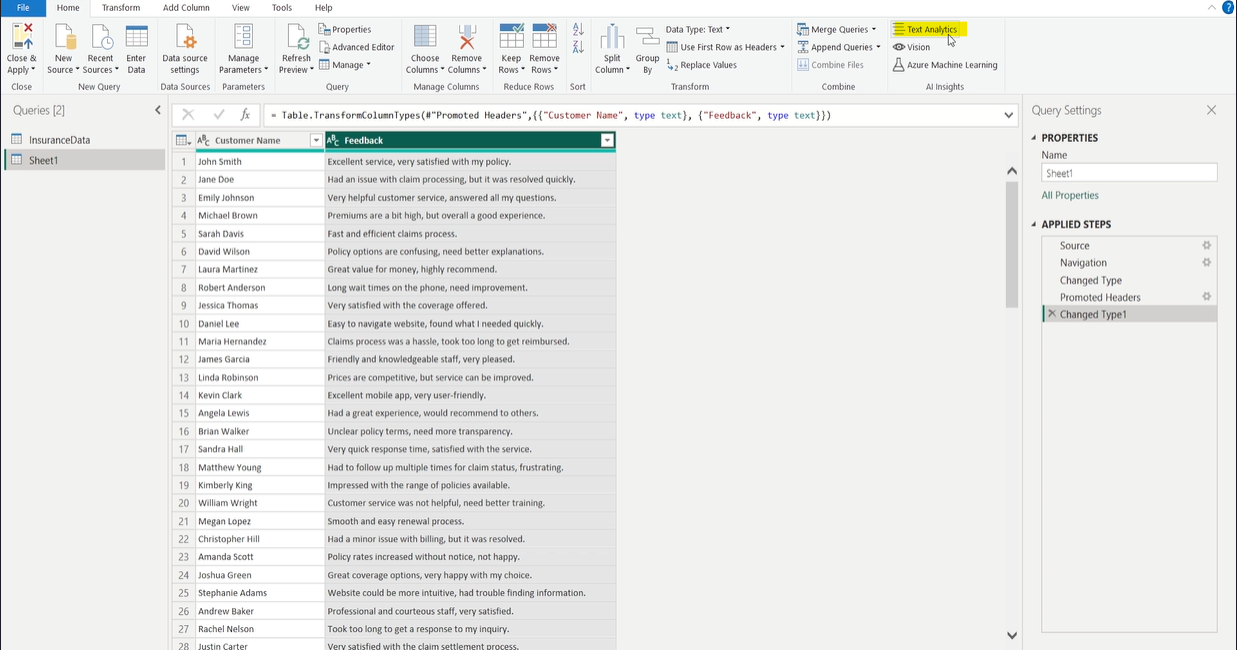 File Home Transform Add Column View Tools Help
Close & Apply
New Source
Recent Sources
Enter Data
Data source settings
Manage Parameters
Refresh Preview
Properties
Advanced Editor
Manage
Choose Columns
Remove Columns
Keep Rows
Remove Rows
Split Column
Group By
Data Type: Text
Use First Row as Headers
Replace Values
Merge Queries
Append Queries
Combine Files
Text Analytics
Vision
Azure Machine Learning
Close New Query Data Sources Parameters Query Manage Columns Reduce Rows Sort Transform Combine AI Insights
Queries [2]
InsuranceData
Sheet1
= Table.TransformColumnTypes(#"Promoted Headers",{{"Customer Name", type text}, {"Feedback", type text}})
Customer Name Feedback
1 John Smith Excellent service, very satisfied with my policy.
2 Jane Doe Had an issue with claim processing, but it was resolved quickly.
3 Emily Johnson Very helpful customer service, answered all my questions.
4 Michael Brown Premiums are a bit high, but overall a good experience.
5 Sarah Davis Fast and efficient claims process.
6 David Wilson Policy options are confusing, need better explanations.
7 Laura Martinez Great value for money, highly recommend.
8 Robert Anderson Long wait times on the phone, need improvement.
9 Jessica Thomas Very satisfied with the coverage offered.
10 Daniel Lee Easy to navigate website, found what I needed quickly.
11 Maria Hernandez Claims process was a hassle, took too long to get reimbursed.
12 James Garcia Friendly and knowledgeable staff, very pleased.
13 Linda Robinson Prices are competitive, but service can be improved.
14 Kevin Clark Excellent mobile app, very user-friendly.
15 Angela Lewis Had a great experience, would recommend to others.
16 Brian Walker Unclear policy terms, need more transparency.
17 Sandra Hall Very quick response time, satisfied with the service.
18 Matthew Young Had to follow up multiple times for claim status, frustrating.
19 Kimberly King Impressed with the range of policies available.
20 William Wright Customer service was not helpful, need better training.
21 Megan Lopez Smooth and easy renewal process.
22 Christopher Hill Had a minor issue with billing, but it was resolved.
23 Amanda Scott Policy rates increased without notice, not happy.
24 Joshua Green Great coverage options, very happy with my choice.
25 Stephanie Adams Website could be more intuitive, had trouble finding information.
26 Andrew Baker Professional and courteous staff, very satisfied.
27 Rachel Nelson Took too long to get a response to my inquiry.
28 Justin Carter Very satisfied with the claim settlement process.
Query Settings
PROPERTIES
Name
Sheet1
All Properties
APPLIED STEPS
Source
Navigation
Changed Type
Promoted Headers
Changed Type1